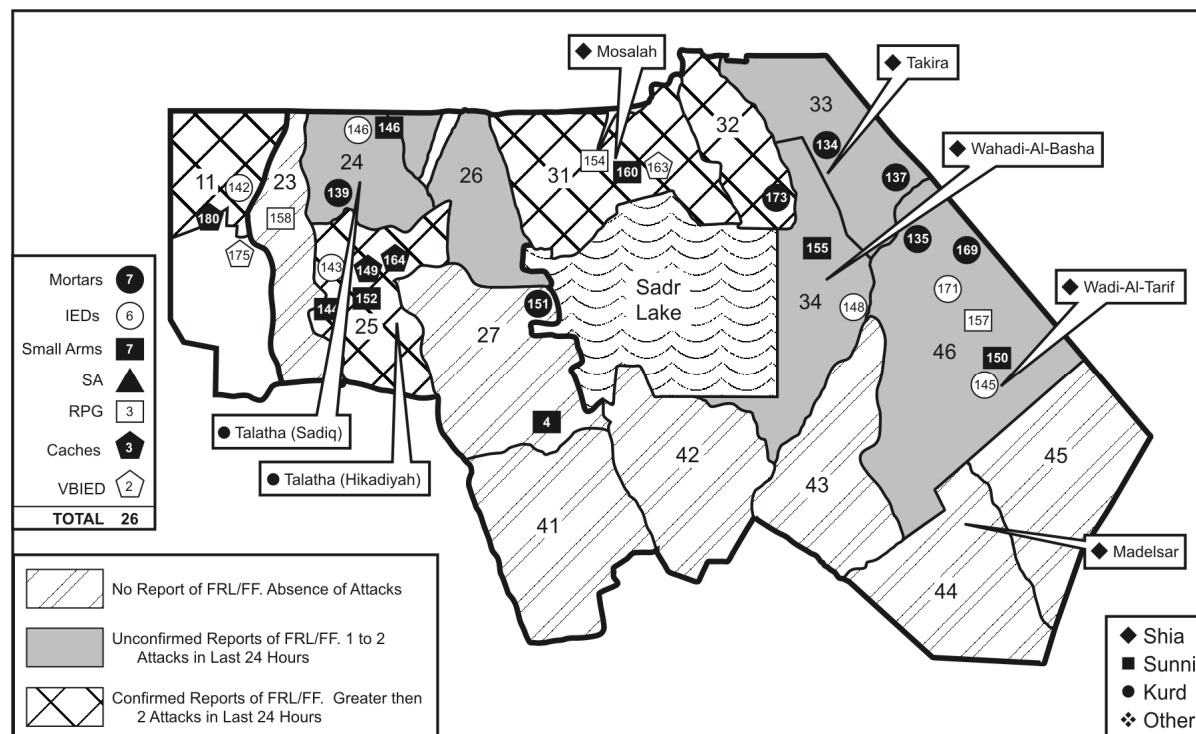 Mosalah
Takira
33
32
146
146
Wahadi-Al-Basha
134
24
154
26
31
160
163
137
11
23
142
139
173
180
158
135
169
155
175
Wadi-Al-Tarif
143
149
164
Sadr
Lake
171
34
148
144
152
151
157
25
27
46
150
145
4
Talatha (Sadiq)
42
45
Talatha (Hikadiyah)
43
41
Madelsar
44
Mortars 7
IEDs 6
Small Arms 7
SA
RPG 3
Caches 3
VBIED 2
TOTAL 26
No Report of FRL/FF. Absence of Attacks
Unconfirmed Reports of FRL/FF. 1 to 2
Attacks in Last 24 Hours
Confirmed Reports of FRL/FF. Greater then
2 Attacks in Last 24 Hours
Shia
Sunni
Kurd
Other